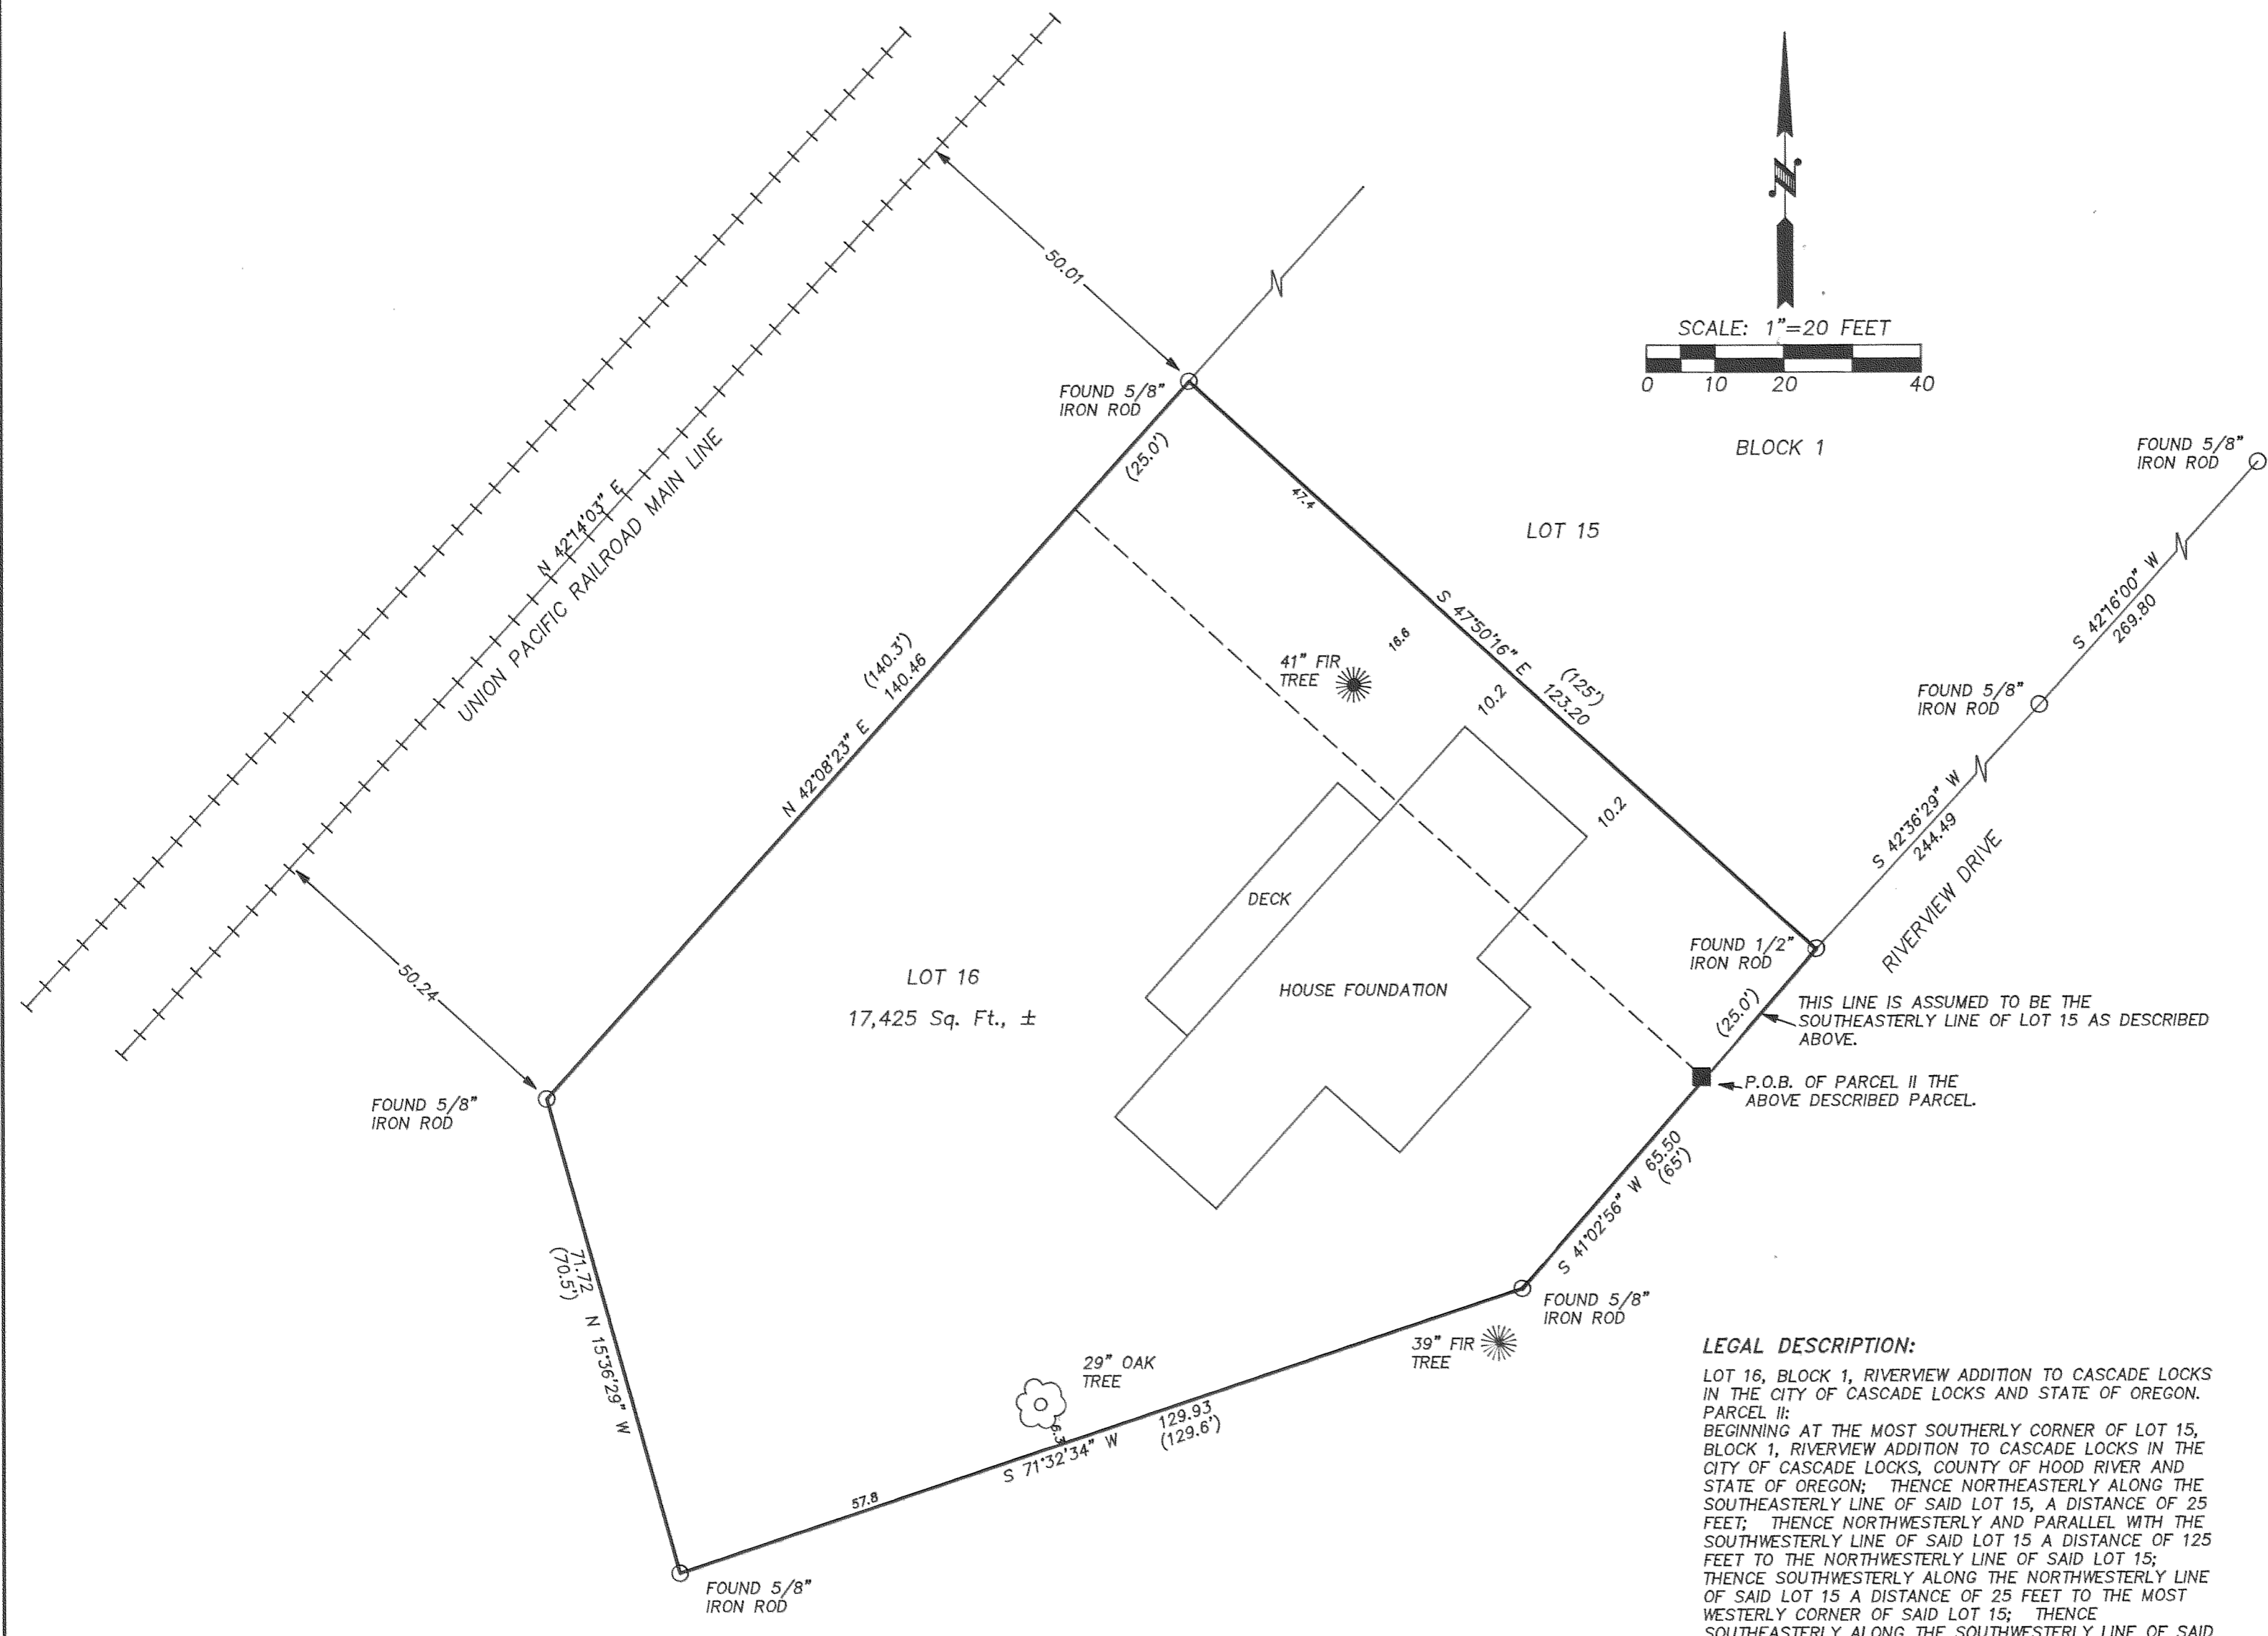 50.01
SCALE: 1"=20 FEET
0 10 20 40
FOUND 5/8"
IRON ROD
(25.0')
BLOCK 1
FOUND 5/8"
IRON ROD
N 42°14'03" E
UNION PACIFIC RAILROAD MAIN LINE
47.4
LOT 15
S 42°16'00" W
269.80
S 47°50'16" E
(125')
123.20
16.6
41" FIR
TREE
10.2
(140.3')
140.46
N 42°08'23" E
FOUND 5/8"
IRON ROD
10.2
S 42°36'29" W
244.49
RIVERVIEW DRIVE
DECK
50.24
LOT 16
17,425 Sq. Ft., ±
HOUSE FOUNDATION
FOUND 1/2"
IRON ROD
(25.0')
THIS LINE IS ASSUMED TO BE THE
SOUTHEASTERLY LINE OF LOT 15 AS DESCRIBED
ABOVE.
P.O.B. OF PARCEL II THE
ABOVE DESCRIBED PARCEL.
FOUND 5/8"
IRON ROD
S 41°02'56" W 65.50
(65')
71.72
(70.5')
N 15°36'29" W
FOUND 5/8"
IRON ROD
39" FIR
TREE
29" OAK
TREE
6.3
129.93
(129.6')
S 71°32'34" W
57.8
FOUND 5/8"
IRON ROD
LEGAL DESCRIPTION:
LOT 16, BLOCK 1, RIVERVIEW ADDITION TO CASCADE LOCKS
IN THE CITY OF CASCADE LOCKS AND STATE OF OREGON.
PARCEL II:
BEGINNING AT THE MOST SOUTHERLY CORNER OF LOT 15,
BLOCK 1, RIVERVIEW ADDITION TO CASCADE LOCKS IN THE
CITY OF CASCADE LOCKS, COUNTY OF HOOD RIVER AND
STATE OF OREGON; THENCE NORTHEASTERLY ALONG THE
SOUTHEASTERLY LINE OF SAID LOT 15, A DISTANCE OF 25
FEET; THENCE NORTHWESTERLY AND PARALLEL WITH THE
SOUTHWESTERLY LINE OF SAID LOT 15 A DISTANCE OF 125
FEET TO THE NORTHWESTERLY LINE OF SAID LOT 15;
THENCE SOUTHWESTERLY ALONG THE NORTHWESTERLY LINE
OF SAID LOT 15 A DISTANCE OF 25 FEET TO THE MOST
WESTERLY CORNER OF SAID LOT 15; THENCE
SOUTHEASTERLY ALONG THE SOUTHWESTERLY LINE OF SAID